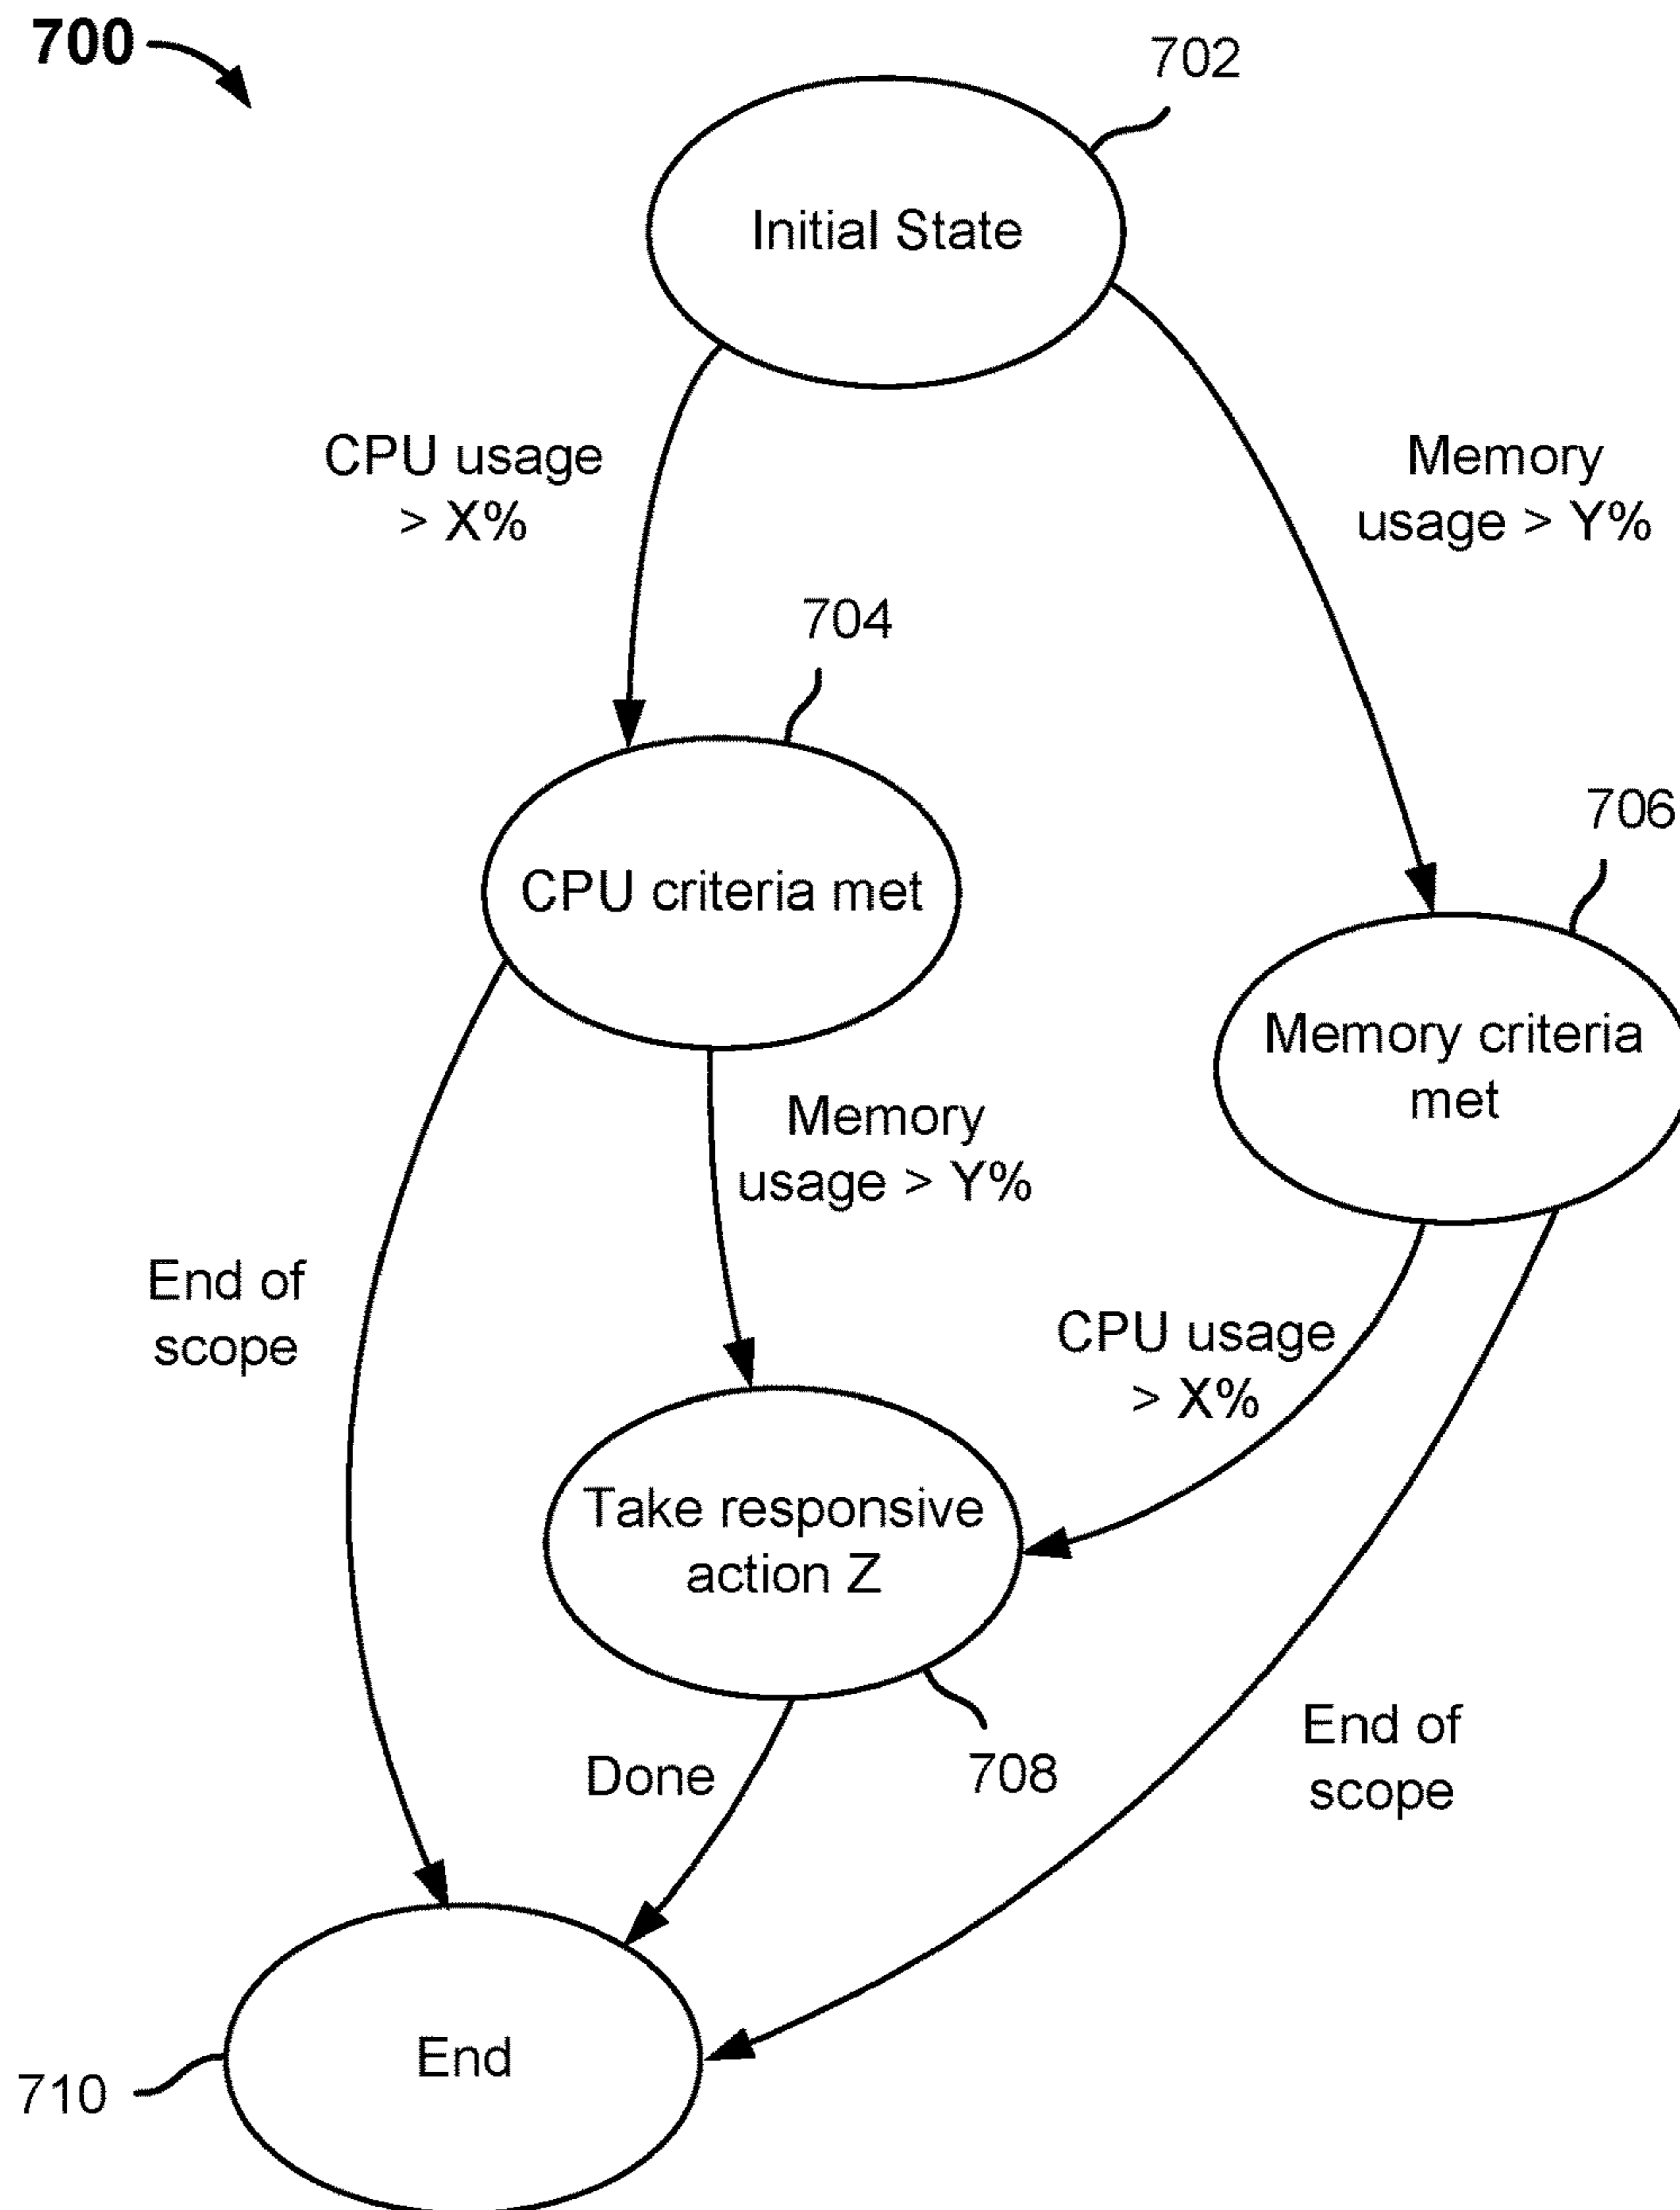 700
702
Initial State
CPU usage
> X%
Memory
usage > Y%
704
706
CPU criteria met
Memory criteria
met
Memory
usage > Y%
End of
scope
CPU usage
> X%
Take responsive
action Z
End of
scope
Done
708
End
710